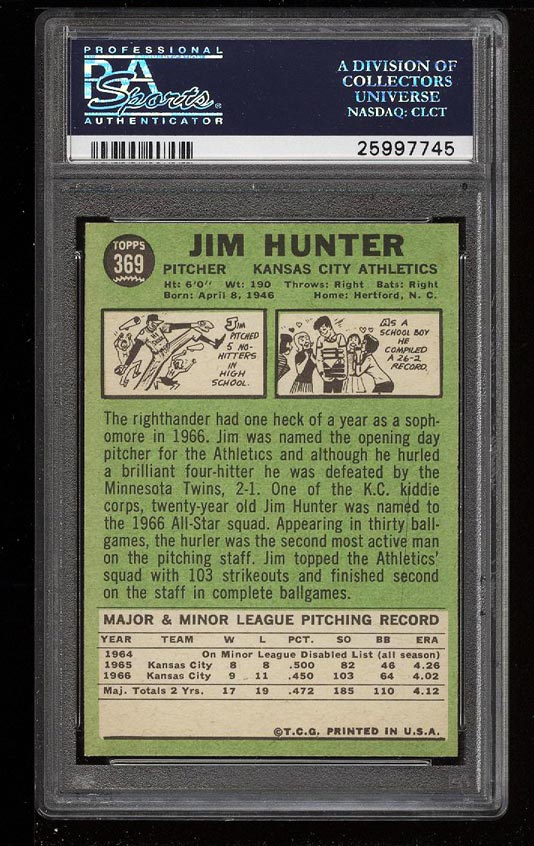 PROFESSIONAL
PSA
Sports ®
AUTHENTICATOR
A DIVISION OF
COLLECTORS
UNIVERSE
NASDAQ: CLCT
25997745
TOPPS
369
JIM HUNTER
PITCHER KANSAS CITY ATHLETICS
Ht: 6'0" Wt: 190 Throws: Right Bats: Right
Born: April 8, 1946 Home: Hertford, N. C.
JIM
PITCHED
5 NO-
HITTERS
IN
HIGH
SCHOOL.
AS A
SCHOOL BOY
HE
COMPILED
A 26-2
RECORD.
The righthander had one heck of a year as a soph-
omore in 1966. Jim was named the opening day
pitcher for the Athletics and although he hurled
a brilliant four-hitter he was defeated by the
Minnesota Twins, 2-1. One of the K.C. kiddie
corps, twenty-year old Jim Hunter was named to
the 1966 All-Star squad. Appearing in thirty ball-
games, the hurler was the second most active man
on the pitching staff. Jim topped the Athletics'
squad with 103 strikeouts and finished second
on the staff in complete ballgames.
MAJOR & MINOR LEAGUE PITCHING RECORD
YEAR TEAM W L PCT. SO BB ERA
1964 On Minor League Disabled List (all season)
1965 Kansas City 8 8 .500 82 46 4.26
1966 Kansas City 9 11 .450 103 64 4.02
Maj. Totals 2 Yrs. 17 19 .472 185 110 4.12
©T.C.G. PRINTED IN U.S.A.